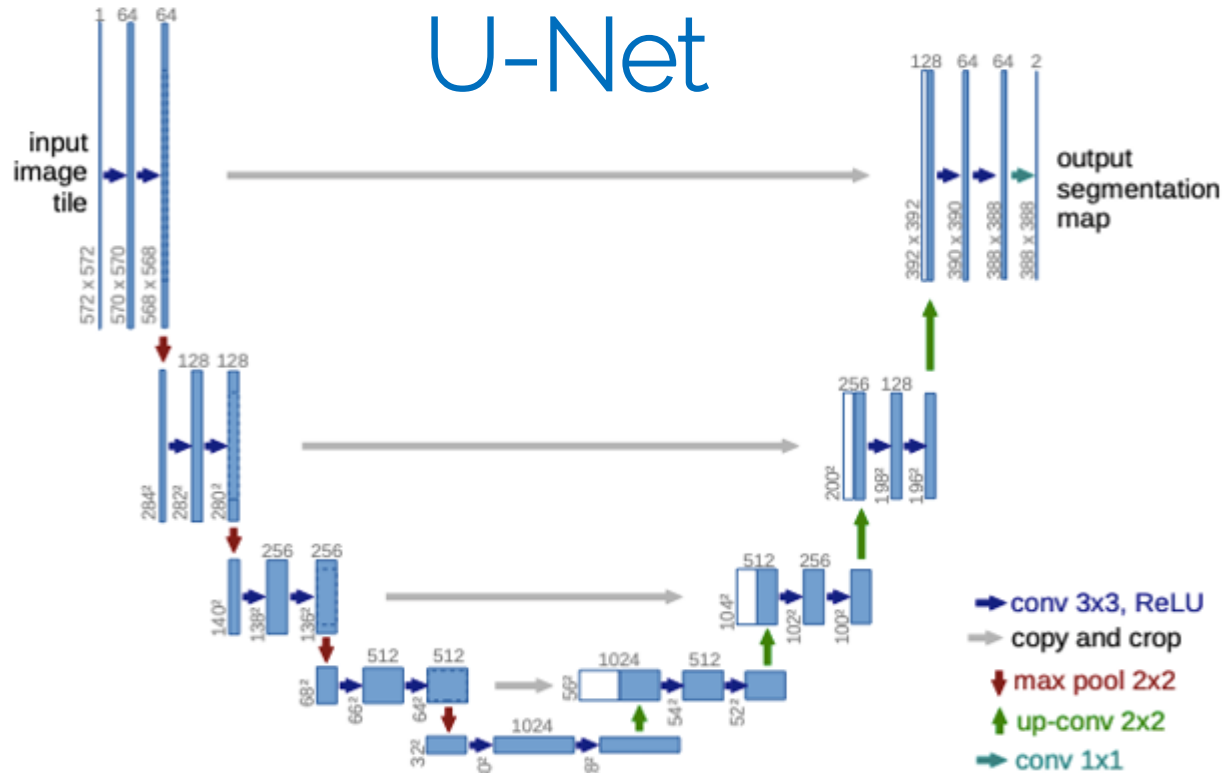 U-Net
1 64 64
128 64 64 2
input
image
tile
output
segmentation
map
572 x 572
570 x 570
568 x 568
392 x 392
390 x 390
388 x 388
388 x 388
128 128
256 128
284²
282²
280²
200²
198²
196²
256 256
512 256
140²
138²
136²
104²
102²
100²
512 512
1024 512
68²
66²
64²
56²
54²
52²
1024
32²
conv 3x3, ReLU
copy and crop
max pool 2x2
up-conv 2x2
conv 1x1